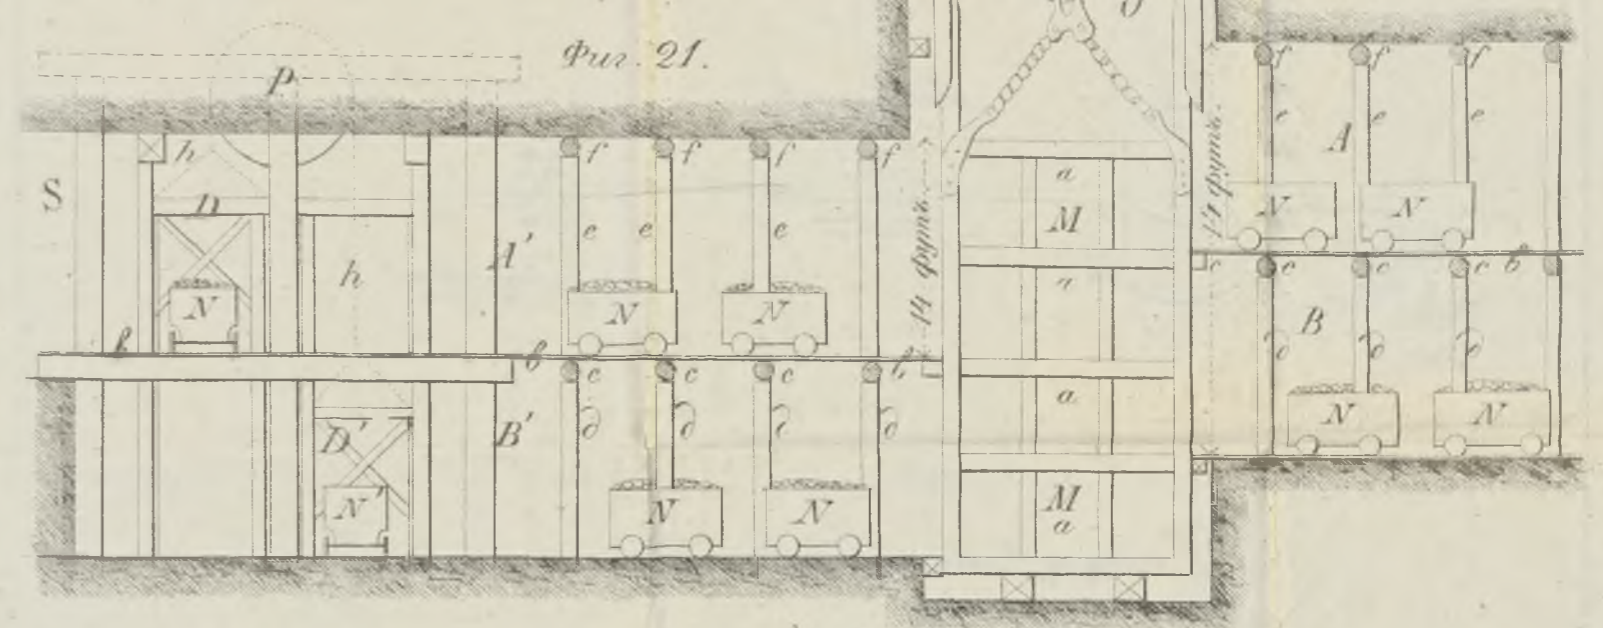 Фиг. 21.
p
S
h
D
N
h
A'
f f f f
e e e
N N
14 футъ.
в
в
в
c c c c
D'
N'
B'
д д д д
N N
a
M
a
a
M
a
14 футъ.
f f f
e e e
A
N N
c c c c
в
B
д д д
N N